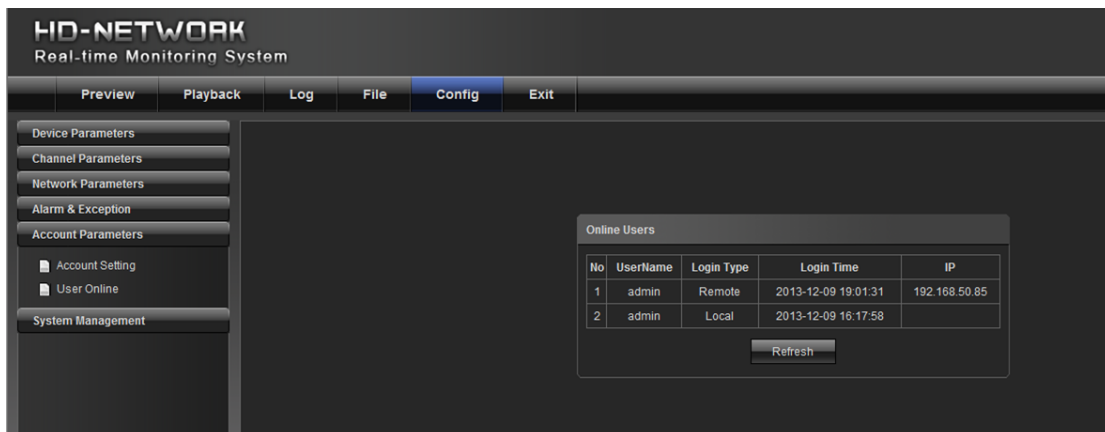 HD-NETWORK
Real-time Monitoring System
Preview Playback Log File Config Exit
Device Parameters
Channel Parameters
Network Parameters
Alarm & Exception
Account Parameters
Account Setting
User Online
System Management
Online Users
No UserName Login Type Login Time IP
1 admin Remote 2013-12-09 19:01:31 192.168.50.85
2 admin Local 2013-12-09 16:17:58
Refresh